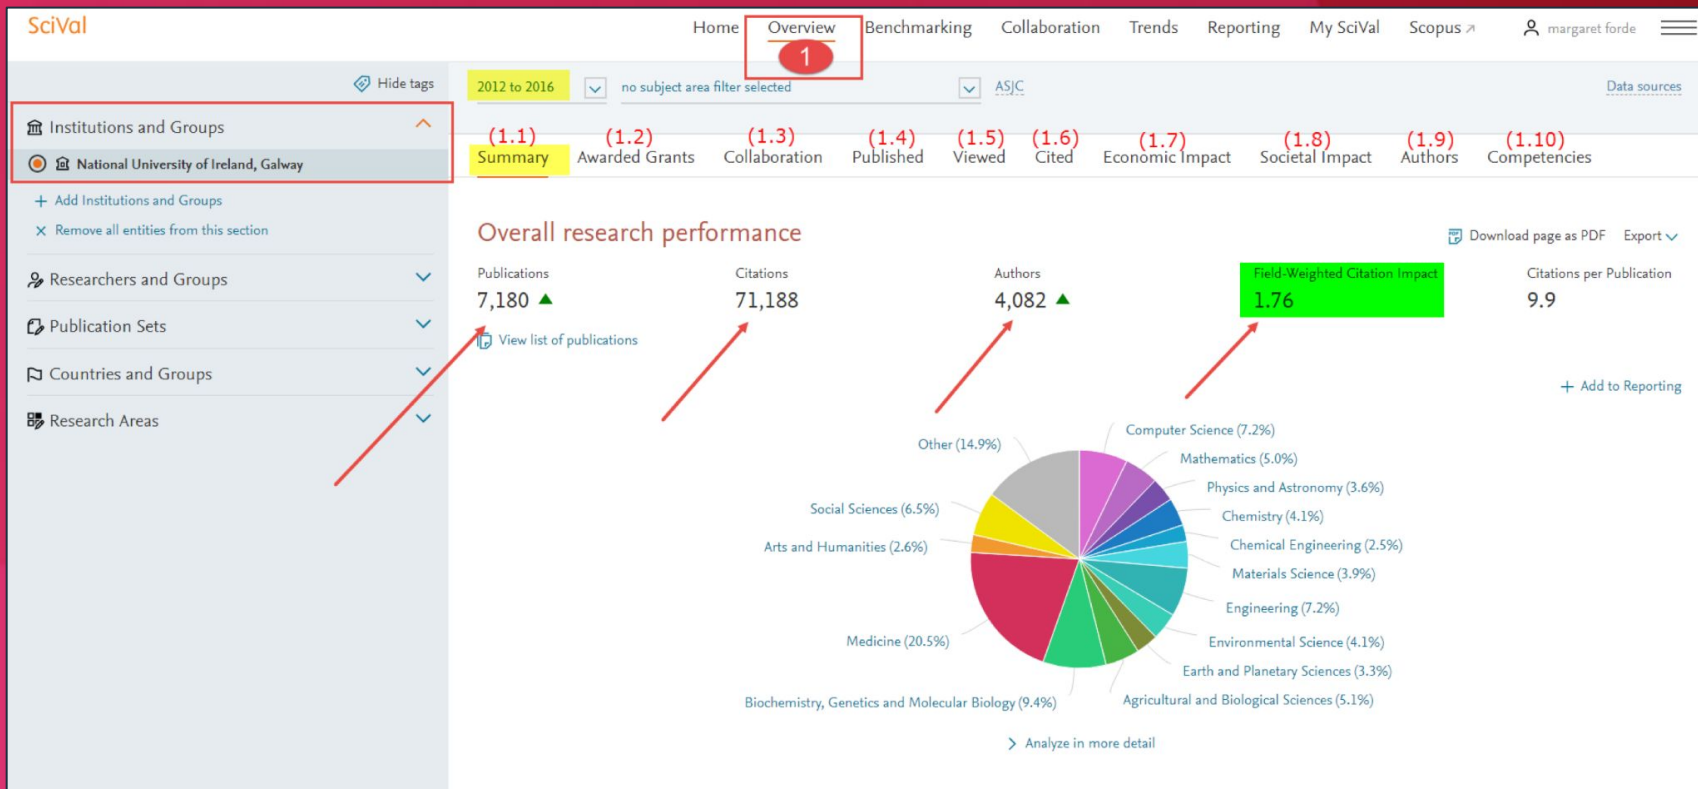 SciVal
Home Overview Benchmarking Collaboration Trends Reporting My SciVal Scopus margaret forde
1
Hide tags
Institutions and Groups
National University of Ireland, Galway
+ Add Institutions and Groups
x Remove all entities from this section
Researchers and Groups
Publication Sets
Countries and Groups
Research Areas
2012 to 2016 no subject area filter selected ASJC Data sources
(1.1) (1.2) (1.3) (1.4) (1.5) (1.6) (1.7) (1.8) (1.9) (1.10)
Summary Awarded Grants Collaboration Published Viewed Cited Economic Impact Societal Impact Authors Competencies
Overall research performance
Download page as PDF Export
Publications Citations Authors Field-Weighted Citation Impact Citations per Publication
7,180 71,188 4,082 1.76 9.9
View list of publications
+ Add to Reporting
Computer Science (7.2%)
Mathematics (5.0%)
Physics and Astronomy (3.6%)
Chemistry (4.1%)
Chemical Engineering (2.5%)
Materials Science (3.9%)
Engineering (7.2%)
Environmental Science (4.1%)
Earth and Planetary Sciences (3.3%)
Agricultural and Biological Sciences (5.1%)
Biochemistry, Genetics and Molecular Biology (9.4%)
Medicine (20.5%)
Arts and Humanities (2.6%)
Social Sciences (6.5%)
Other (14.9%)
Analyze in more detail